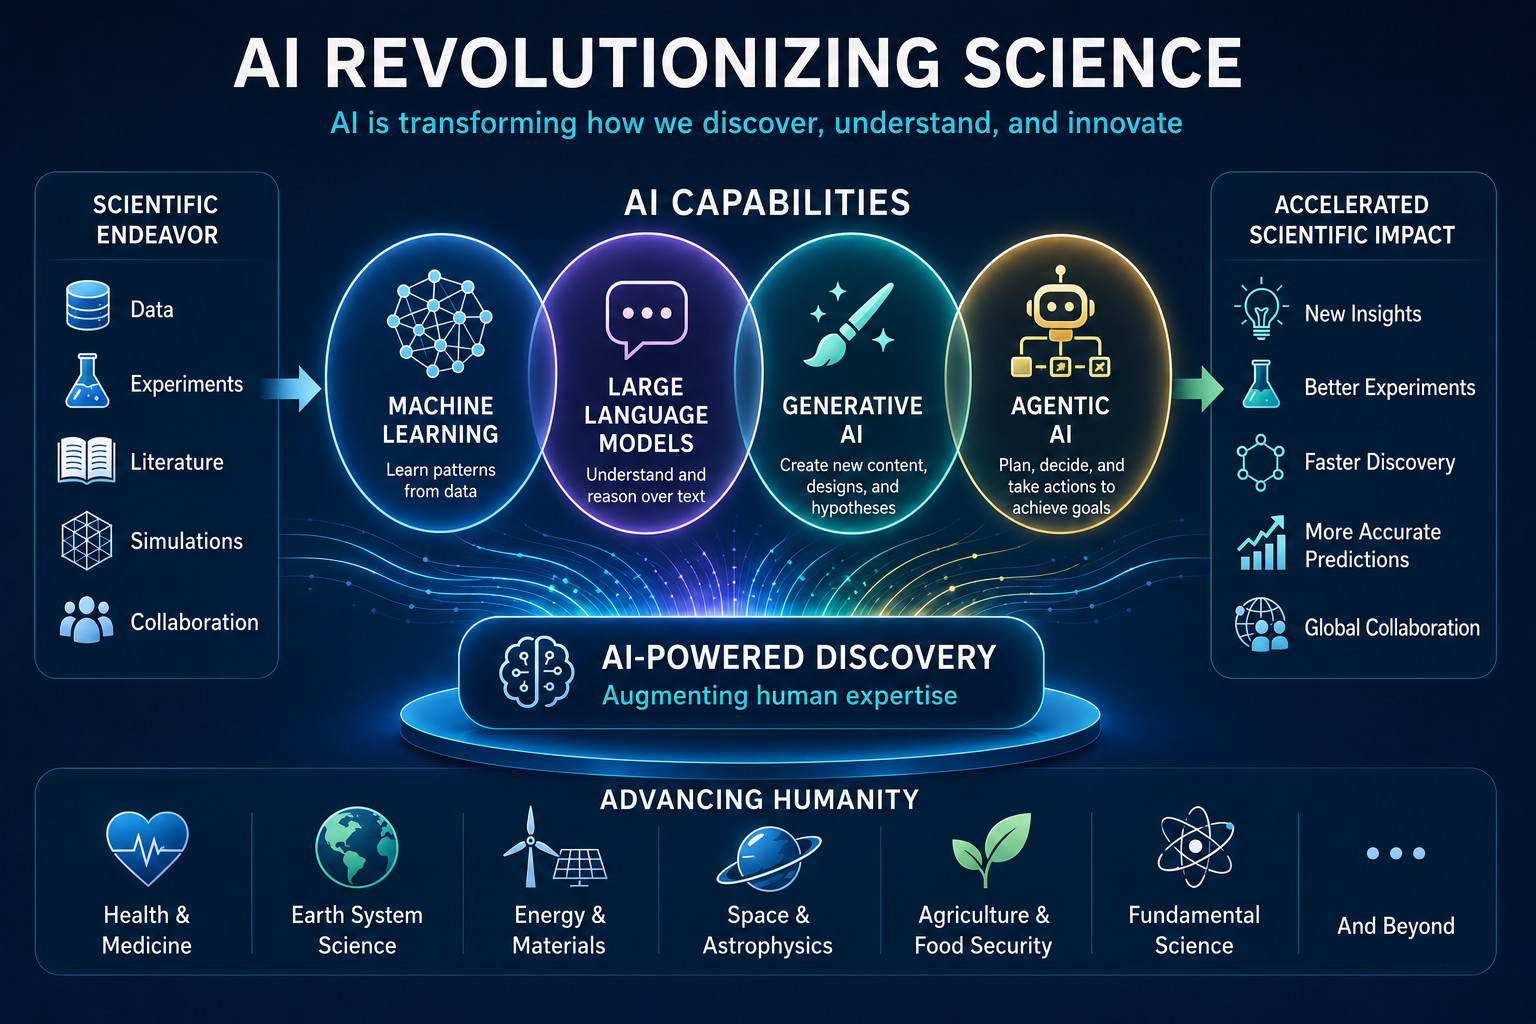 AI REVOLUTIONIZING SCIENCE
AI is transforming how we discover, understand, and innovate
SCIENTIFIC
ENDEAVOR
Data
Experiments
Literature
Simulations
Collaboration
AI CAPABILITIES
MACHINE
LEARNING
Learn patterns
from data
LARGE
LANGUAGE
MODELS
Understand and
reason over text
GENERATIVE
AI
Create new content,
designs, and
hypotheses
AGENTIC
AI
Plan, decide, and
take actions to
achieve goals
ACCELERATED
SCIENTIFIC IMPACT
New Insights
Better Experiments
Faster Discovery
More Accurate
Predictions
Global Collaboration
AI-POWERED DISCOVERY
Augmenting human expertise
ADVANCING HUMANITY
Health &
Medicine
Earth System
Science
Energy &
Materials
Space &
Astrophysics
Agriculture &
Food Security
Fundamental
Science
And Beyond